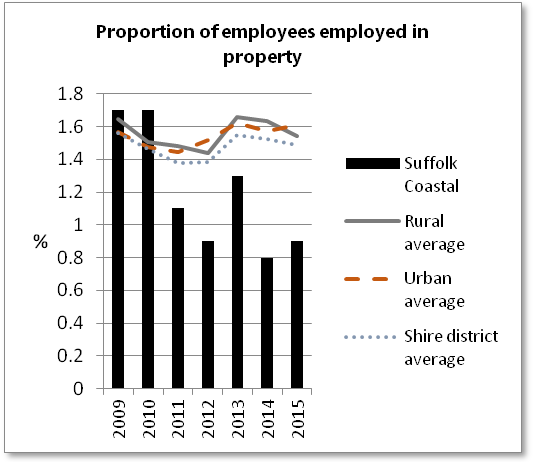 Proportion of employees employed in
property
1.8
1.6
1.4
1.2
1
0.8
0.6
0.4
0.2
0
%
2009
2010
2011
2012
2013
2014
2015
Suffolk
Coastal
Rural
average
Urban
average
Shire district
average